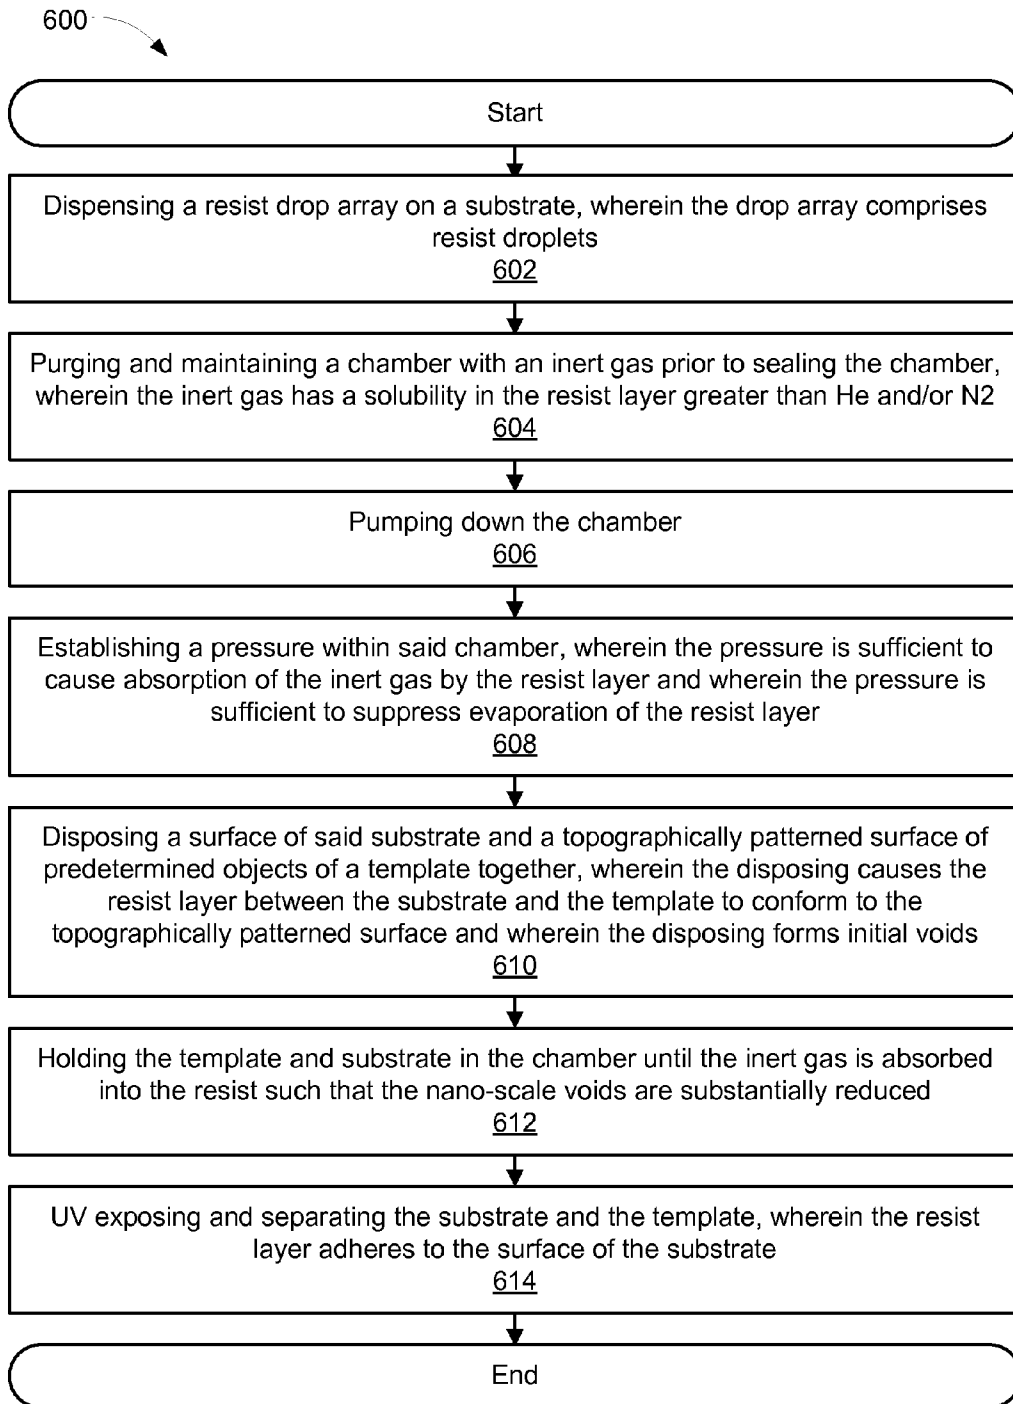 600
Start
Dispensing a resist drop array on a substrate, wherein the drop array comprises
resist droplets
602
Purging and maintaining a chamber with an inert gas prior to sealing the chamber,
wherein the inert gas has a solubility in the resist layer greater than He and/or N2
604
Pumping down the chamber
606
Establishing a pressure within said chamber, wherein the pressure is sufficient to
cause absorption of the inert gas by the resist layer and wherein the pressure is
sufficient to suppress evaporation of the resist layer
608
Disposing a surface of said substrate and a topographically patterned surface of
predetermined objects of a template together, wherein the disposing causes the
resist layer between the substrate and the template to conform to the
topographically patterned surface and wherein the disposing forms initial voids
610
Holding the template and substrate in the chamber until the inert gas is absorbed
into the resist such that the nano-scale voids are substantially reduced
612
UV exposing and separating the substrate and the template, wherein the resist
layer adheres to the surface of the substrate
614
End